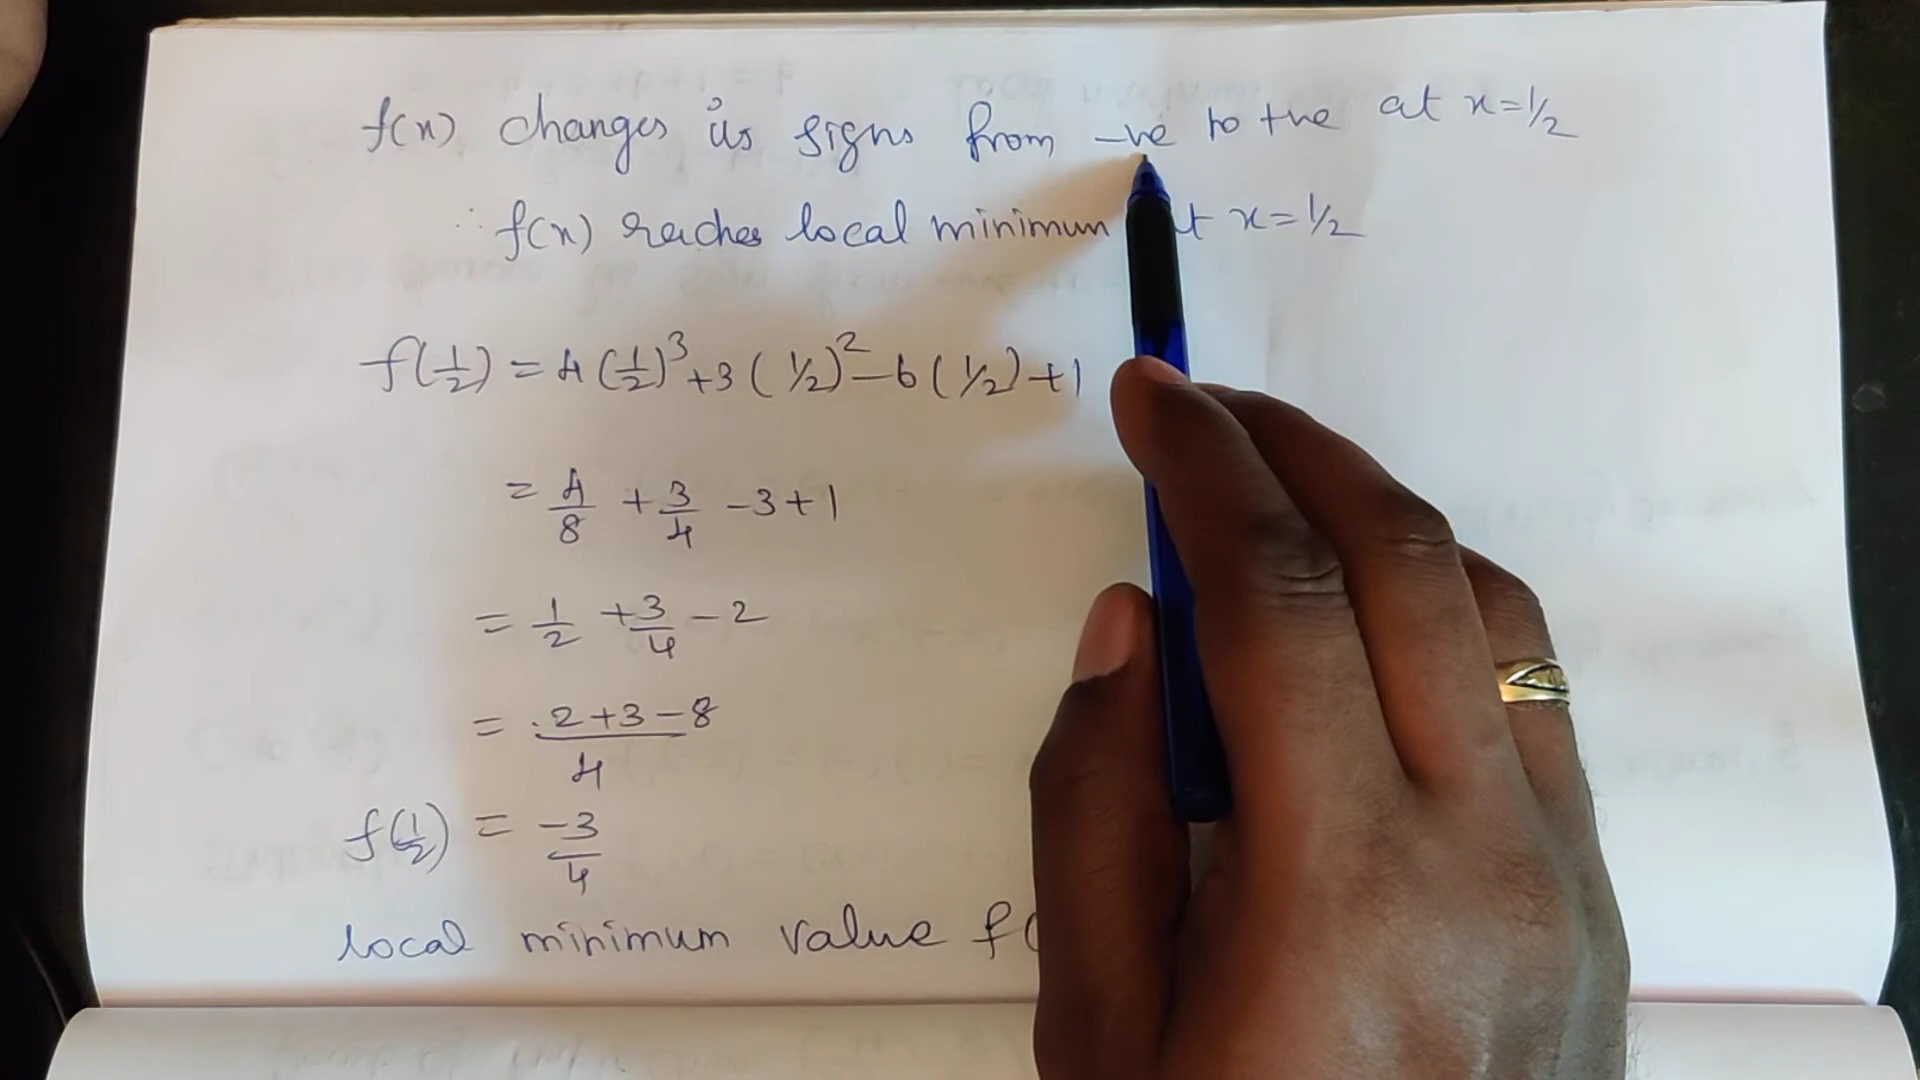 f(x) changes its signs from -ve to +ve at x=1/2
∴ f(x) reaches local minimum at x=1/2
f(1/2) = 4(1/2)³+3(1/2)²-6(1/2)+1
= 4/8 + 3/4 -3+1
= 1/2 + 3/4 - 2
= 2+3-8/4
f(1/2) = -3/4
local minimum value f(